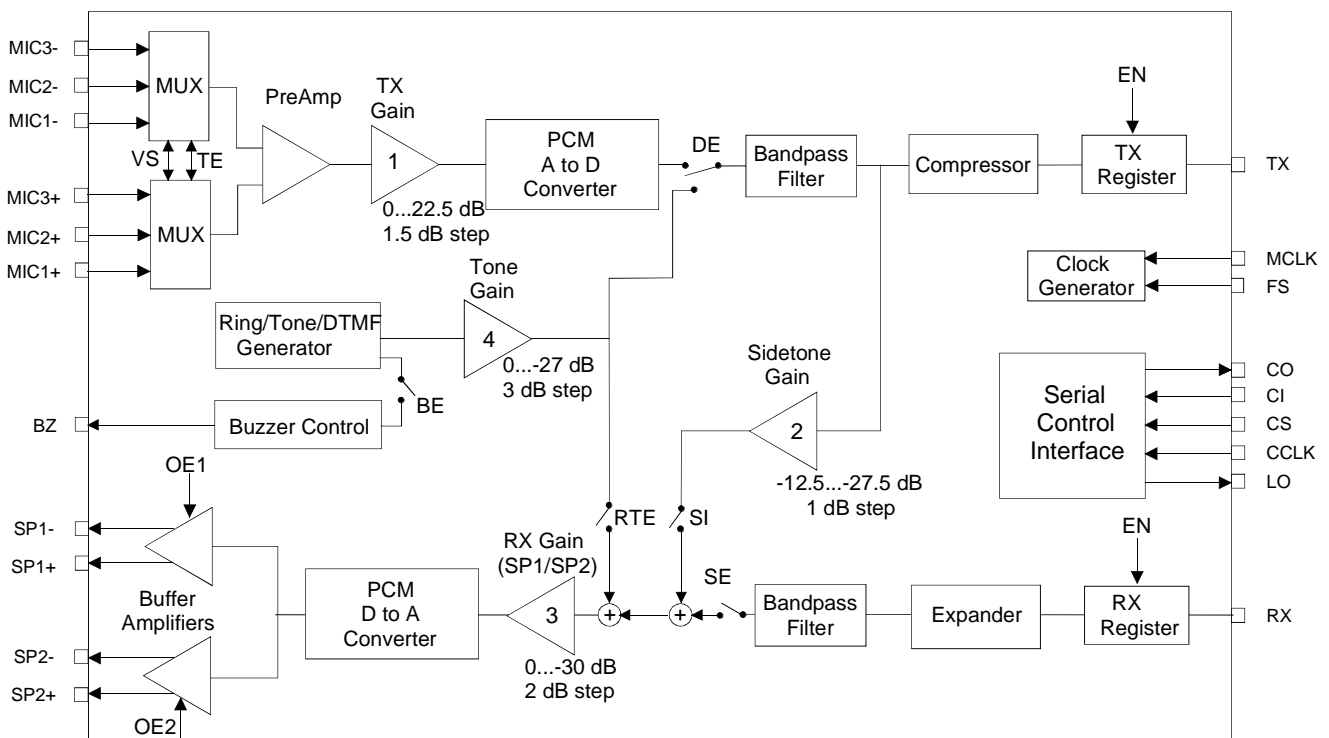 MIC3-
MIC2-
MIC1-
MUX
VS
TE
MIC3+
MIC2+
MIC1+
MUX
PreAmp
TX
Gain
1
0...22.5 dB
1.5 dB step
PCM
A to D
Converter
DE
Bandpass
Filter
Compressor
EN
TX
Register
TX
Clock
Generator
MCLK
FS
Ring/Tone/DTMF
Generator
Tone
Gain
4
0...-27 dB
3 dB step
BE
Buzzer Control
BZ
Sidetone
Gain
2
-12.5...-27.5 dB
1 dB step
Serial
Control
Interface
CO
CI
CS
CCLK
LO
OE1
SP1-
SP1+
Buffer
Amplifiers
SP2-
SP2+
OE2
PCM
D to A
Converter
RX Gain
(SP1/SP2)
3
0...-30 dB
2 dB step
RTE
SI
+
+
SE
Bandpass
Filter
Expander
EN
RX
Register
RX